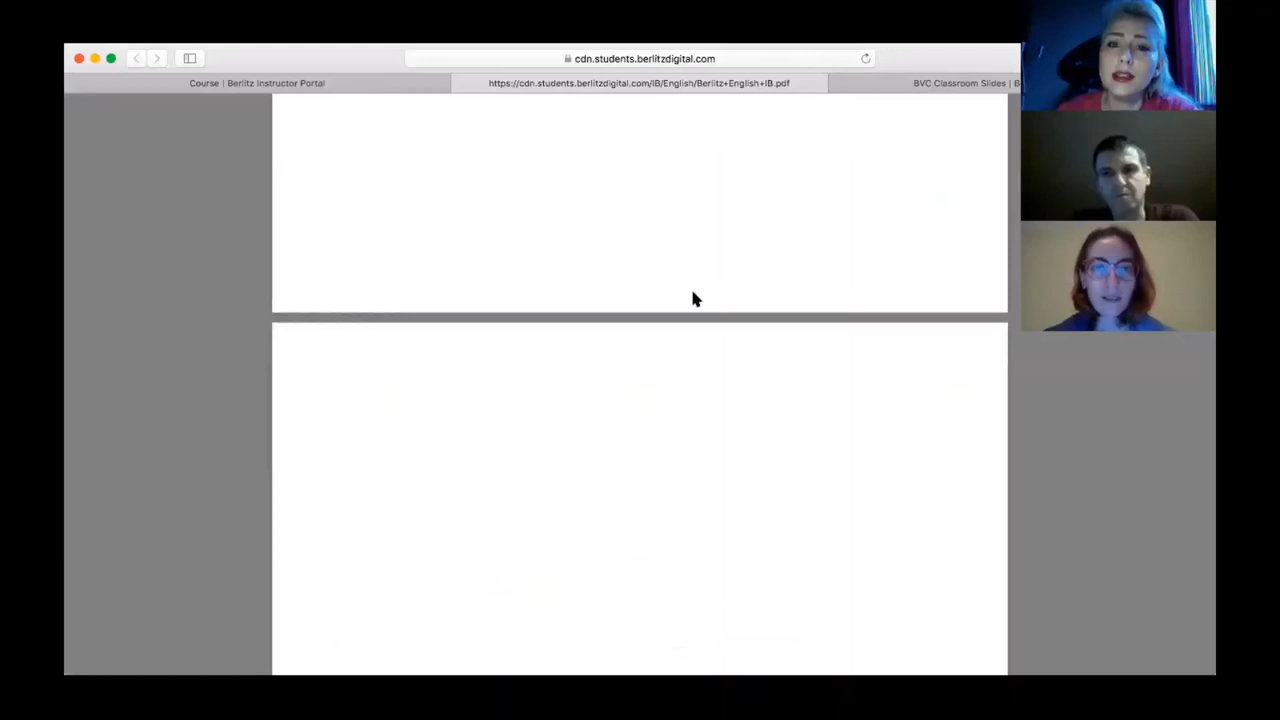 cdn.students.berlitzdigital.com
Course | Berlitz Instructor Portal
https://cdn.students.berlitzdigital.com/IB/English/Berlitz+English+IB.pdf
BVC Classroom Slides | B